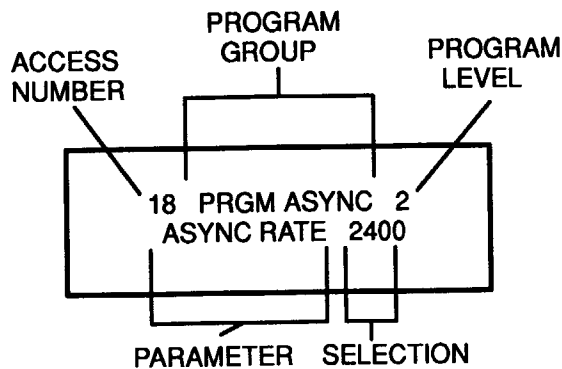 PROGRAM
GROUP
ACCESS
NUMBER
PROGRAM
LEVEL
18 PRGM ASYNC 2
ASYNC RATE 2400
PARAMETER
SELECTION